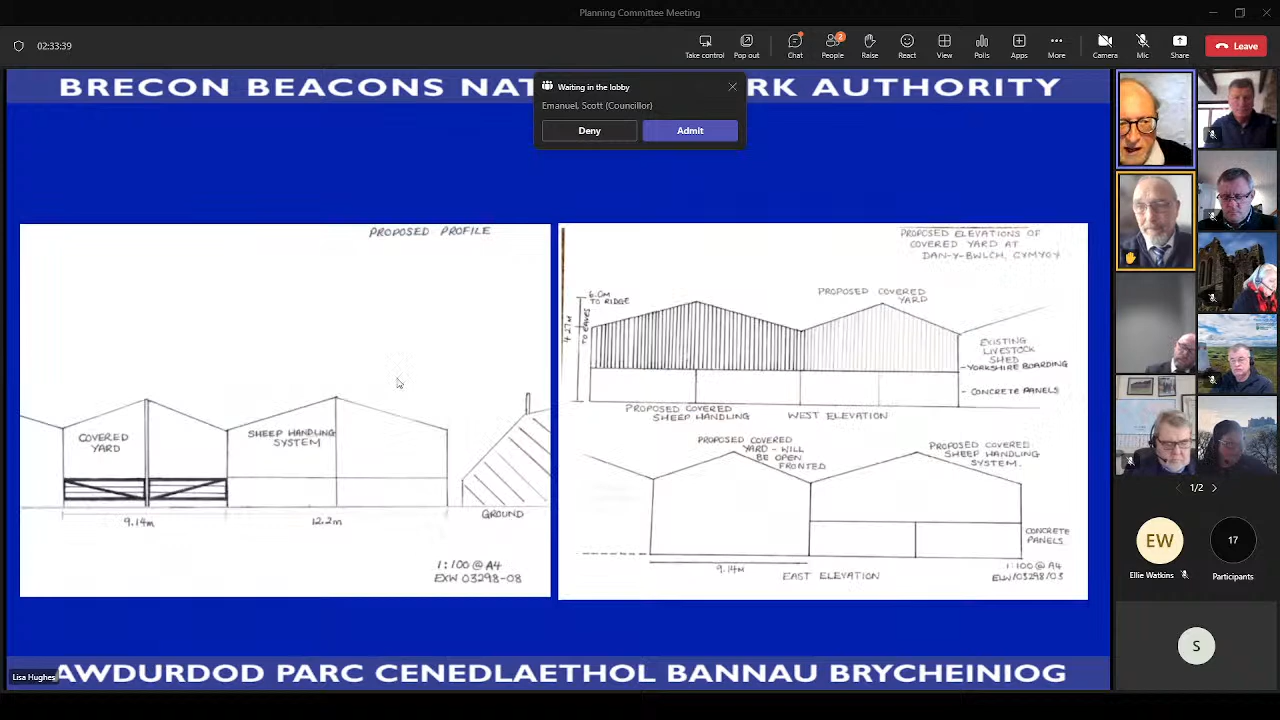 Planning Committee Meeting
02:33:39
Take control
Pop out
Chat
2
People
Raise
React
View
Polls
Apps
More
Camera
Mic
Share
Leave
BRECON BEACONS NAT
RK AUTHORITY
Waiting in the lobby
Emanuel, Scott (Councillor)
Deny
Admit
PROPOSED PROFILE
COVERED
YARD
SHEEP HANDLING
SYSTEM
9.14m
12.2m
GROUND
1:100 @ A4
EXW 03298-08
PROPOSED ELEVATIONS OF
COVERED YARD AT
DAN-Y-BWLCH, CYMYOY
6.0M
TO RIDGE
4.27M
TO EAVES
PROPOSED COVERED
YARD
EXISTING
LIVESTOCK
SHED
YORKSHIRE BOARDING
CONCRETE PANELS
PROPOSED COVERED
SHEEP HANDLING
WEST ELEVATION
PROPOSED COVERED
YARD - WILL
BE OPEN
FRONTED
PROPOSED COVERED
SHEEP HANDLING
SYSTEM.
CONCRETE
PANELS
9.14M
EAST ELEVATION
1:100 @ A4
ELW/03298/03
Lisa Hughes
AWDURDOD PARC CENEDLAETHOL BANNAU BRYCHEINIOG
1/2
EW
17
Ellie Watkins
Participants
S